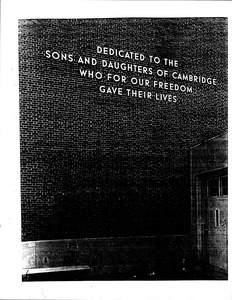 DEDICATED TO THE
SONS AND DAUGHTERS OF CAMBRIDGE
WHO FOR OUR FREEDOM
GAVE THEIR LIVES